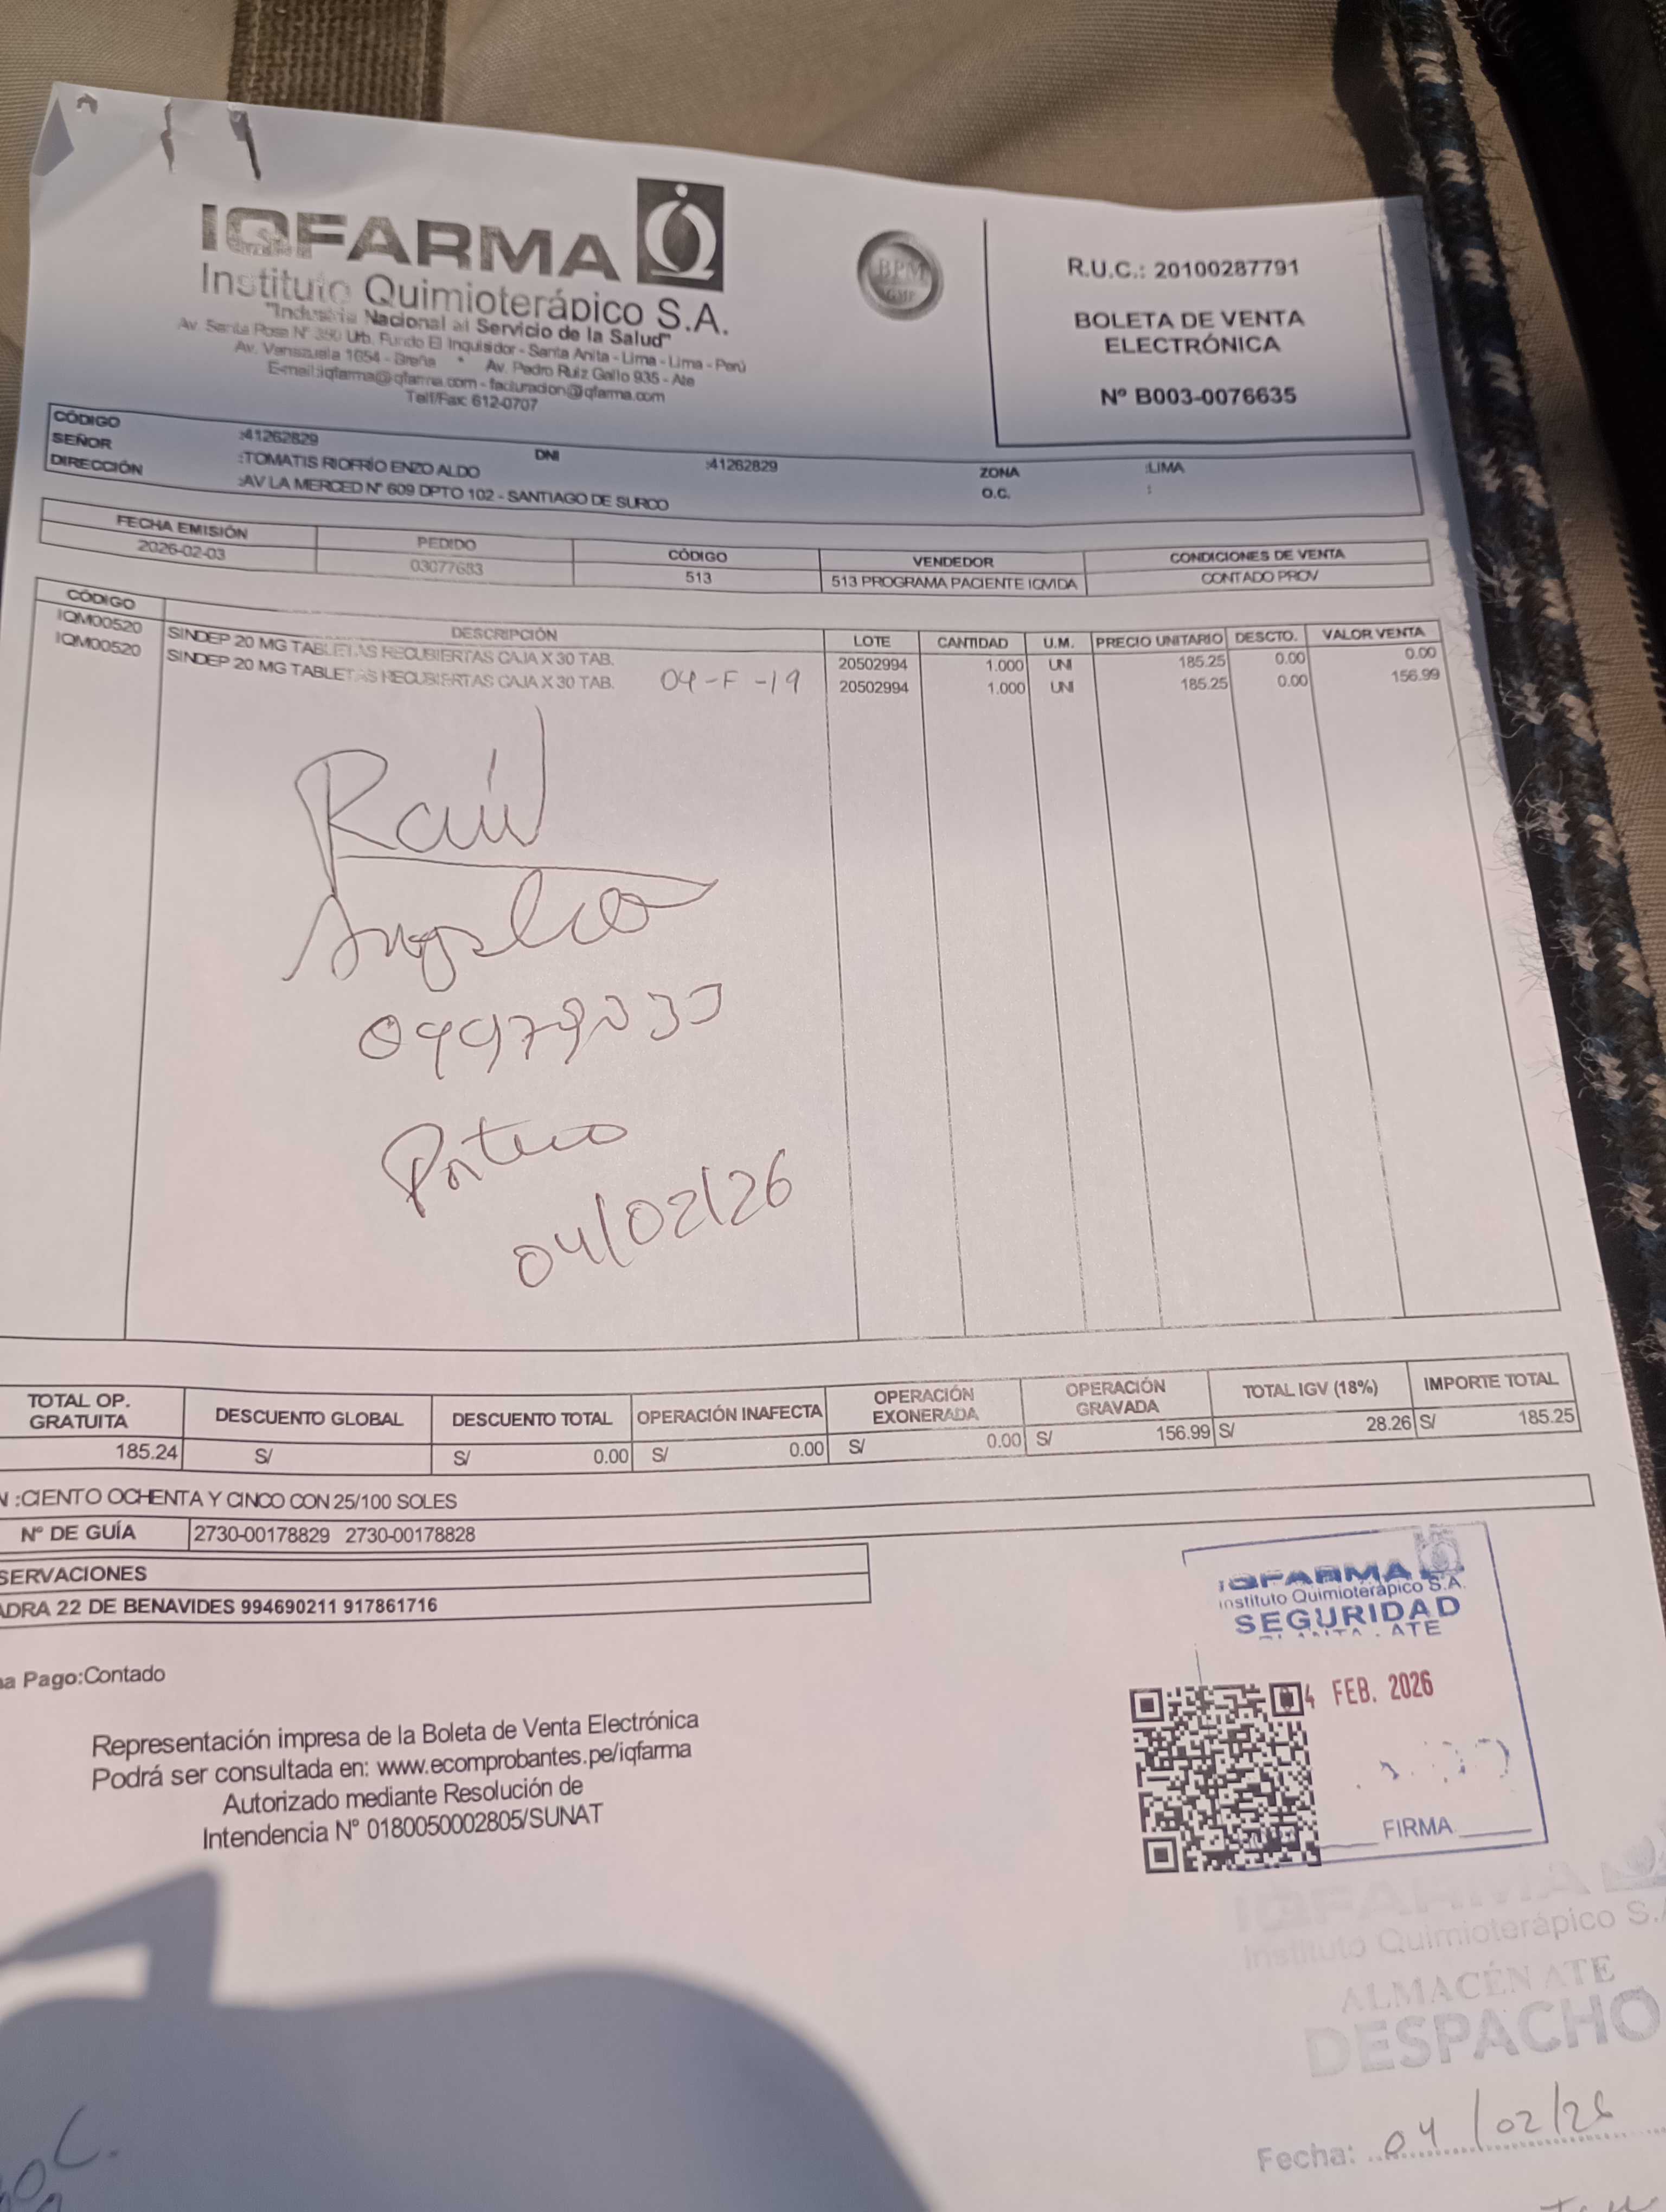 IQFARMA
Instituto Quimioterápico S.A.
"Industria Nacional al Servicio de la Salud"
Av. Santa Rosa N° 350 Urb. Fundo El Inquisidor - Santa Anita - Lima - Lima - Perú
Av. Venezuela 1054 - Breña * Av. Pedro Ruiz Gallo 935 - Ate
E-mail:iqfarma@iqfarma.com - facturacion@iqfarma.com
Telf/Fax: 612-0707
BPM
GMP
R.U.C.: 20100287791
BOLETA DE VENTA
ELECTRÓNICA
N° B003-0076635
CÓDIGO :41262829 DNI :41262829 ZONA :LIMA
SEÑOR :TOMATIS RIOFRÍO ENZO ALDO O.C. :
DIRECCIÓN :AV LA MERCED N° 609 DPTO 102 - SANTIAGO DE SURCO
FECHA EMISIÓN PEDIDO CÓDIGO VENDEDOR CONDICIONES DE VENTA
2026-02-03 03077683 513 513 PROGRAMA PACIENTE IQVIDA CONTADO PROV
CÓDIGO DESCRIPCIÓN LOTE CANTIDAD U.M. PRECIO UNITARIO DESCTO. VALOR VENTA
IQM00520 SINDEP 20 MG TABLETAS RECUBIERTAS CAJA X 30 TAB. 20502994 1.000 UNI 185.25 0.00 0.00
IQM00520 SINDEP 20 MG TABLETAS RECUBIERTAS CAJA X 30 TAB. 20502994 1.000 UNI 185.25 0.00 156.99
04-F-19
Raúl
04/02/26
TOTAL OP. GRATUITA DESCUENTO GLOBAL DESCUENTO TOTAL OPERACIÓN INAFECTA OPERACIÓN EXONERADA OPERACIÓN GRAVADA TOTAL IGV (18%) IMPORTE TOTAL
185.24 S/ S/ 0.00 S/ 0.00 S/ 0.00 S/ 156.99 S/ 28.26 S/ 185.25
N :CIENTO OCHENTA Y CINCO CON 25/100 SOLES
N° DE GUÍA 2730-00178829 2730-00178828
SERVACIONES
ADRA 22 DE BENAVIDES 994690211 917861716
a Pago:Contado
Representación impresa de la Boleta de Venta Electrónica
Podrá ser consultada en: www.ecomprobantes.pe/iqfarma
Autorizado mediante Resolución de
Intendencia N° 0180050002805/SUNAT
IQFARMA
Instituto Quimioterápico S.A.
SEGURIDAD
PLANTA - ATE
4 FEB. 2026
FIRMA
IQFARMA
Instituto Quimioterápico S.A
ALMACÉN ATE
DESPACHO
Fecha: 04/02/26